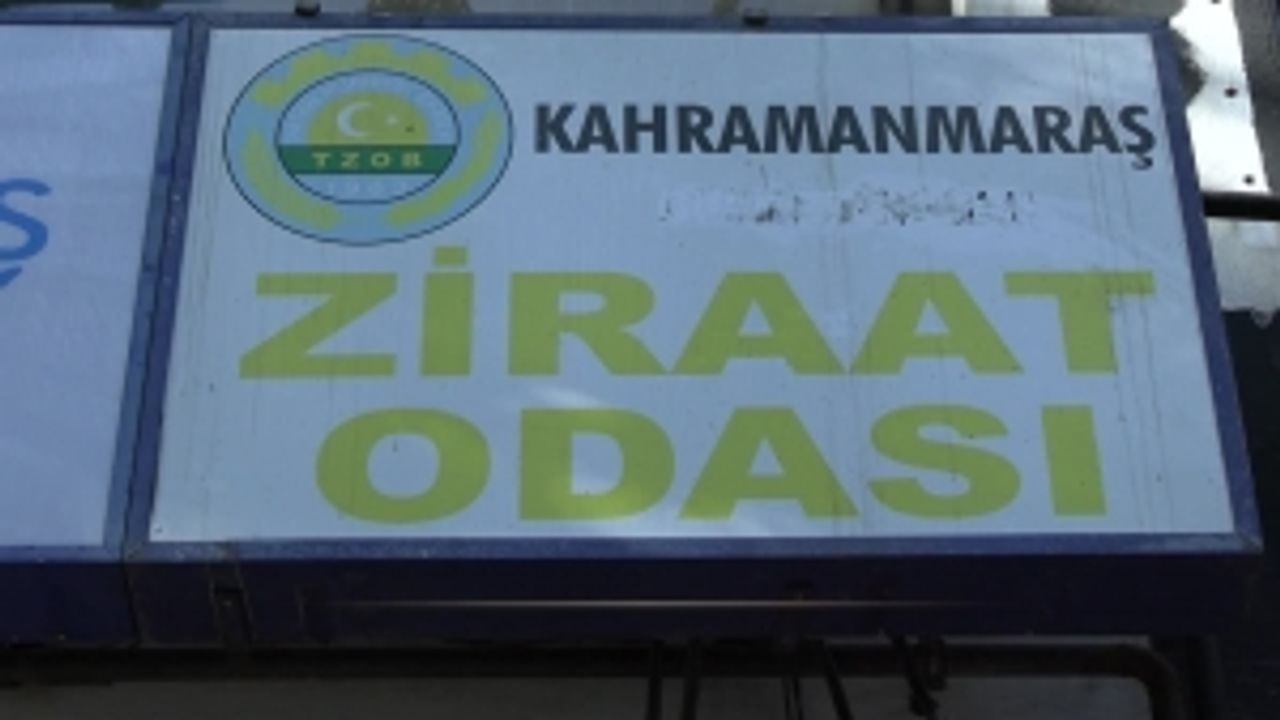 KAHRAMANMARAŞ
TZOB
ZİRAAT
ODASI
Ş